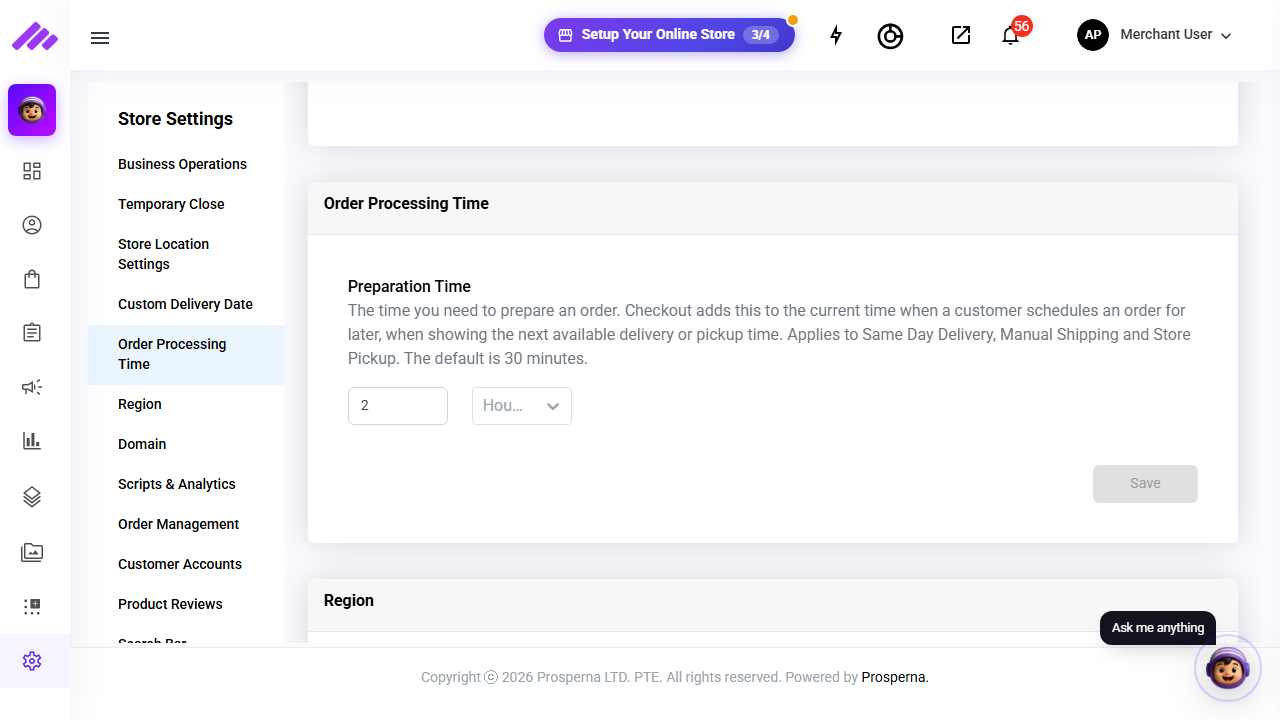 Setup Your Online Store 3/4
56
AP Merchant User
Store Settings
Business Operations
Temporary Close
Store Location
Settings
Custom Delivery Date
Order Processing
Time
Region
Domain
Scripts & Analytics
Order Management
Customer Accounts
Product Reviews
Search Bar
Order Processing Time
Preparation Time
The time you need to prepare an order. Checkout adds this to the current time when a customer schedules an order for
later, when showing the next available delivery or pickup time. Applies to Same Day Delivery, Manual Shipping and Store
Pickup. The default is 30 minutes.
2 Hou...
Save
Region
Ask me anything
Copyright © 2026 Prosperna LTD. PTE. All rights reserved. Powered by Prosperna.